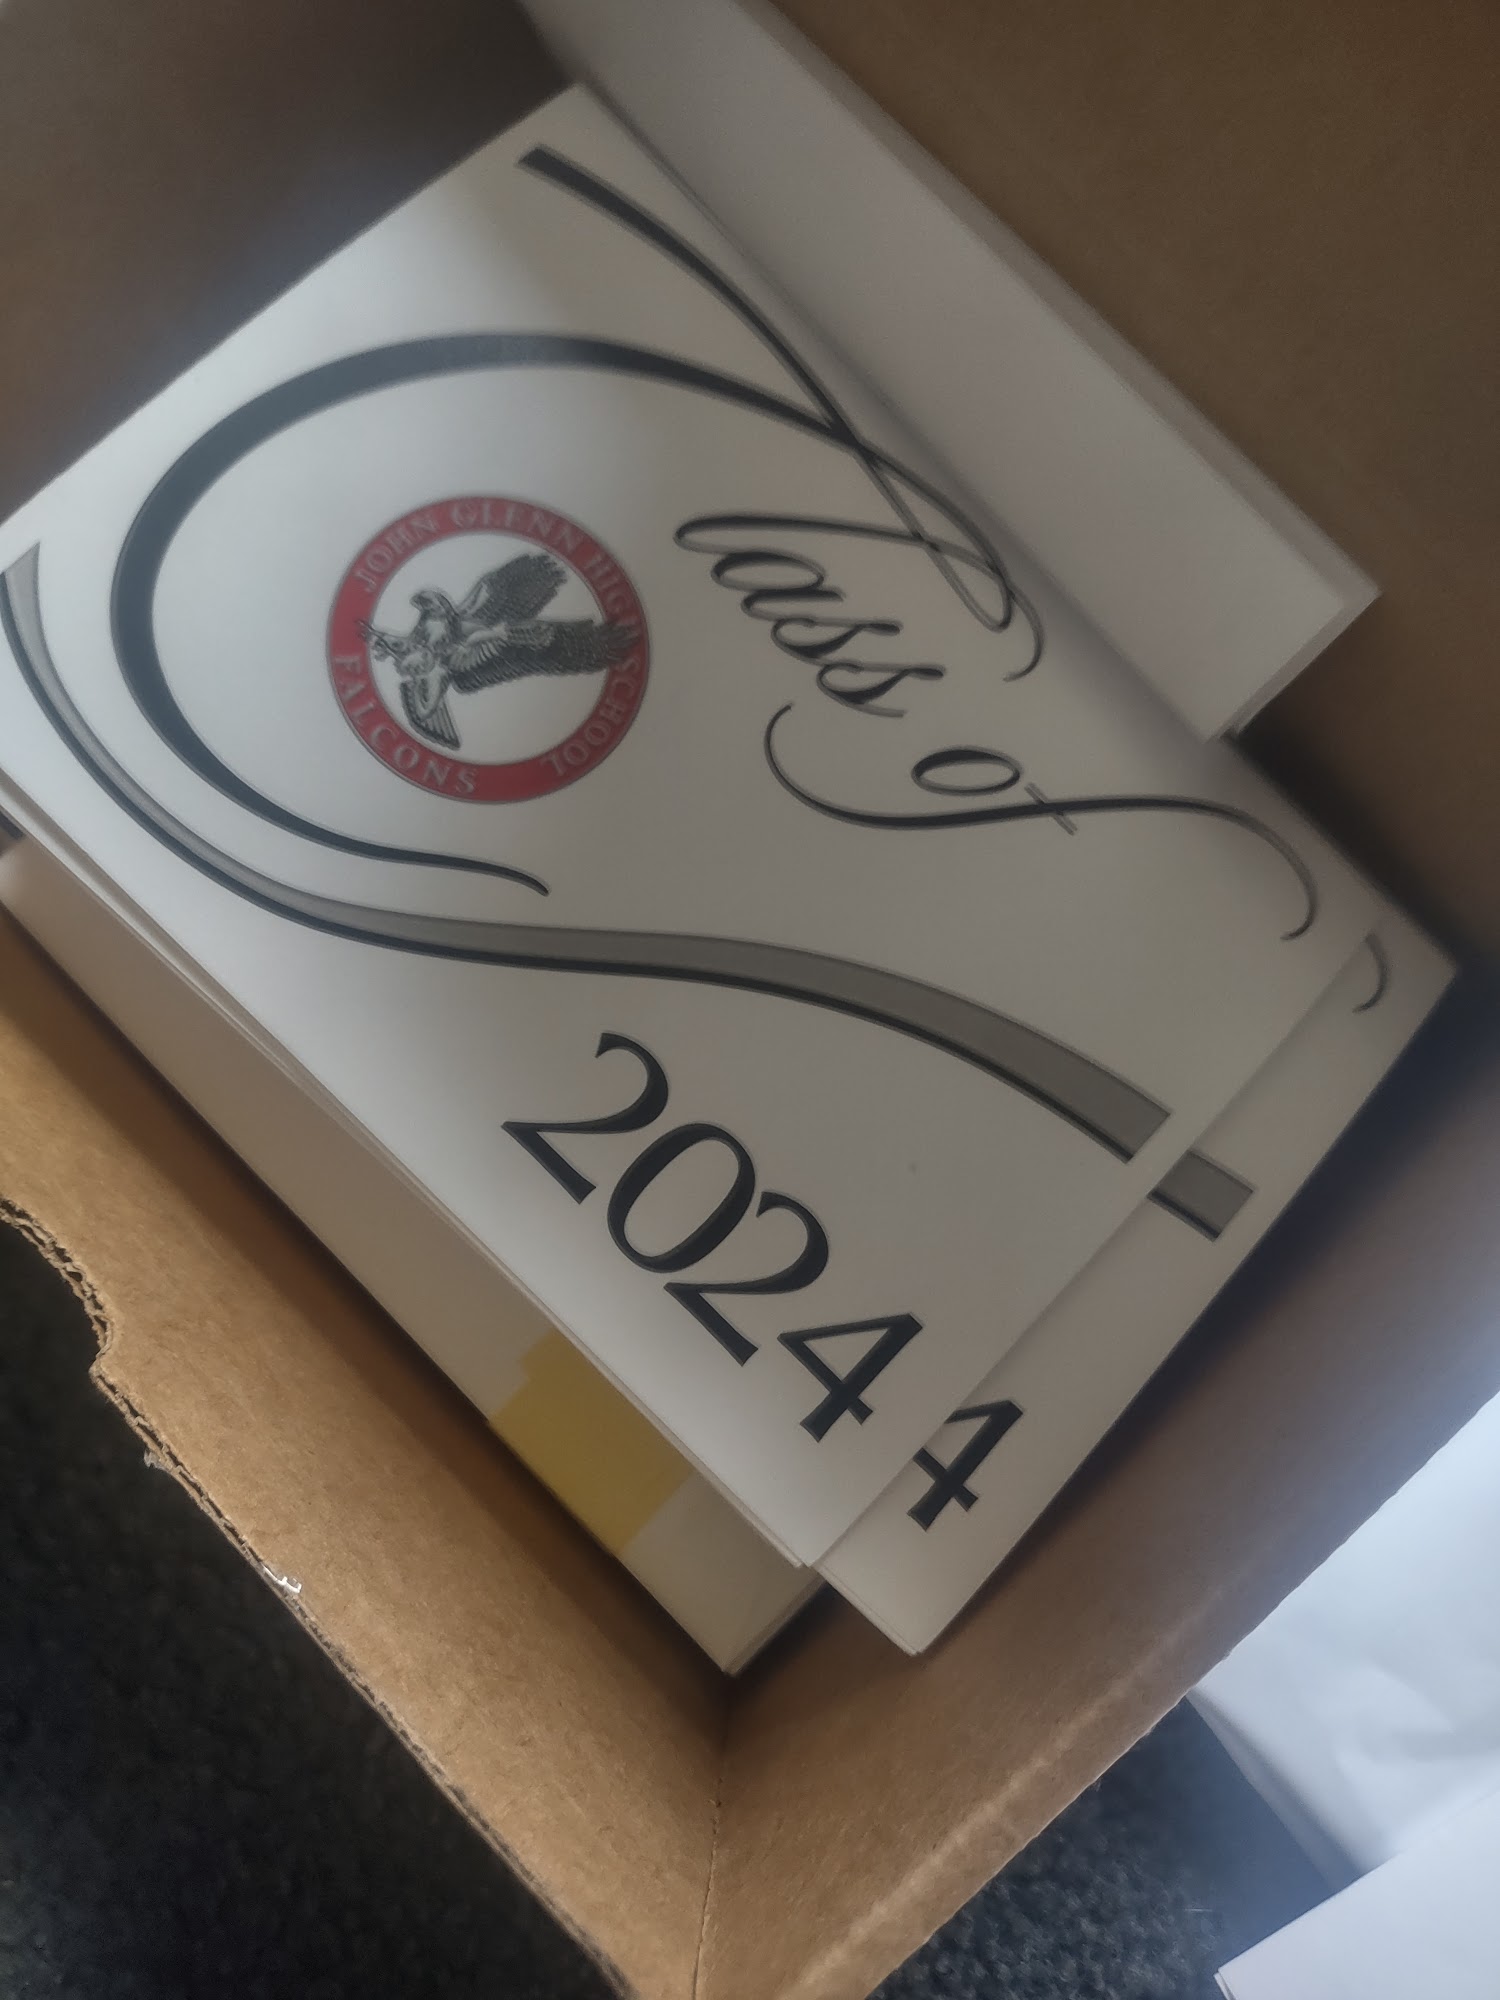 Class of
JOHN GLENN HIGH SCHOOL
FALCONS
2024
4